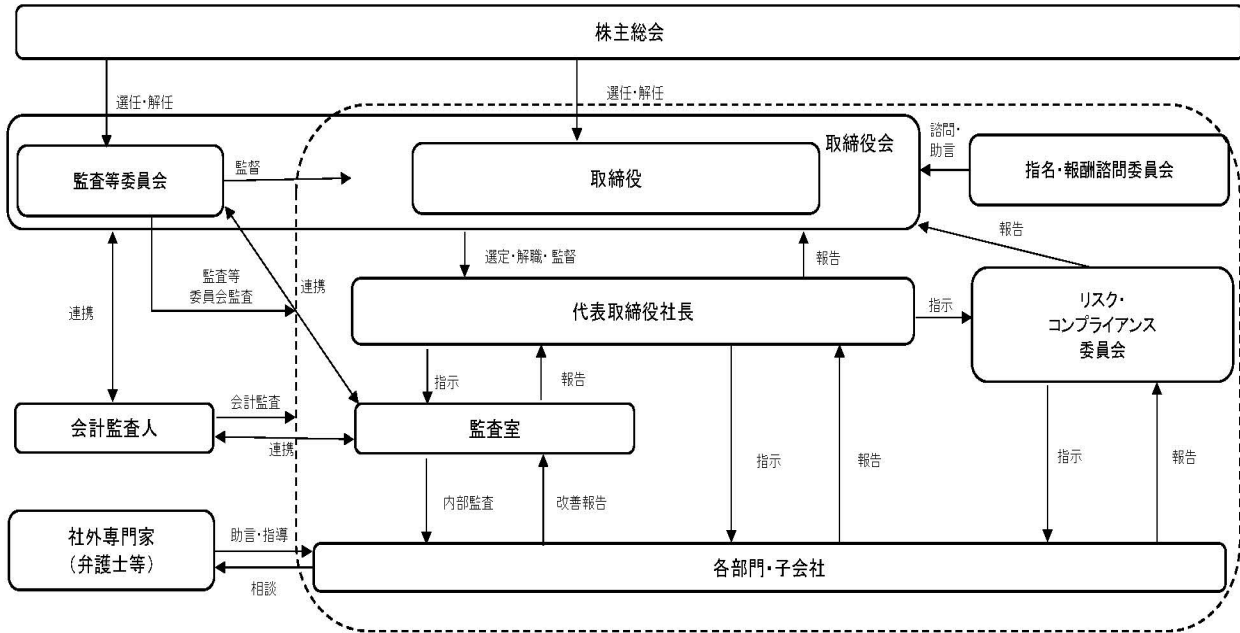 株主総会
選任・解任
選任・解任
取締役会
諮問・
助言
監査等委員会
監督
取締役
指名・報酬諮問委員会
選定・解職・監督
報告
報告
監査等
委員会監査
連携
連携
代表取締役社長
指示
リスク・
コンプライアンス
委員会
指示
報告
会計監査人
会計監査
連携
監査室
指示
報告
指示
報告
内部監査
改善報告
社外専門家
（弁護士等）
助言・指導
相談
各部門・子会社